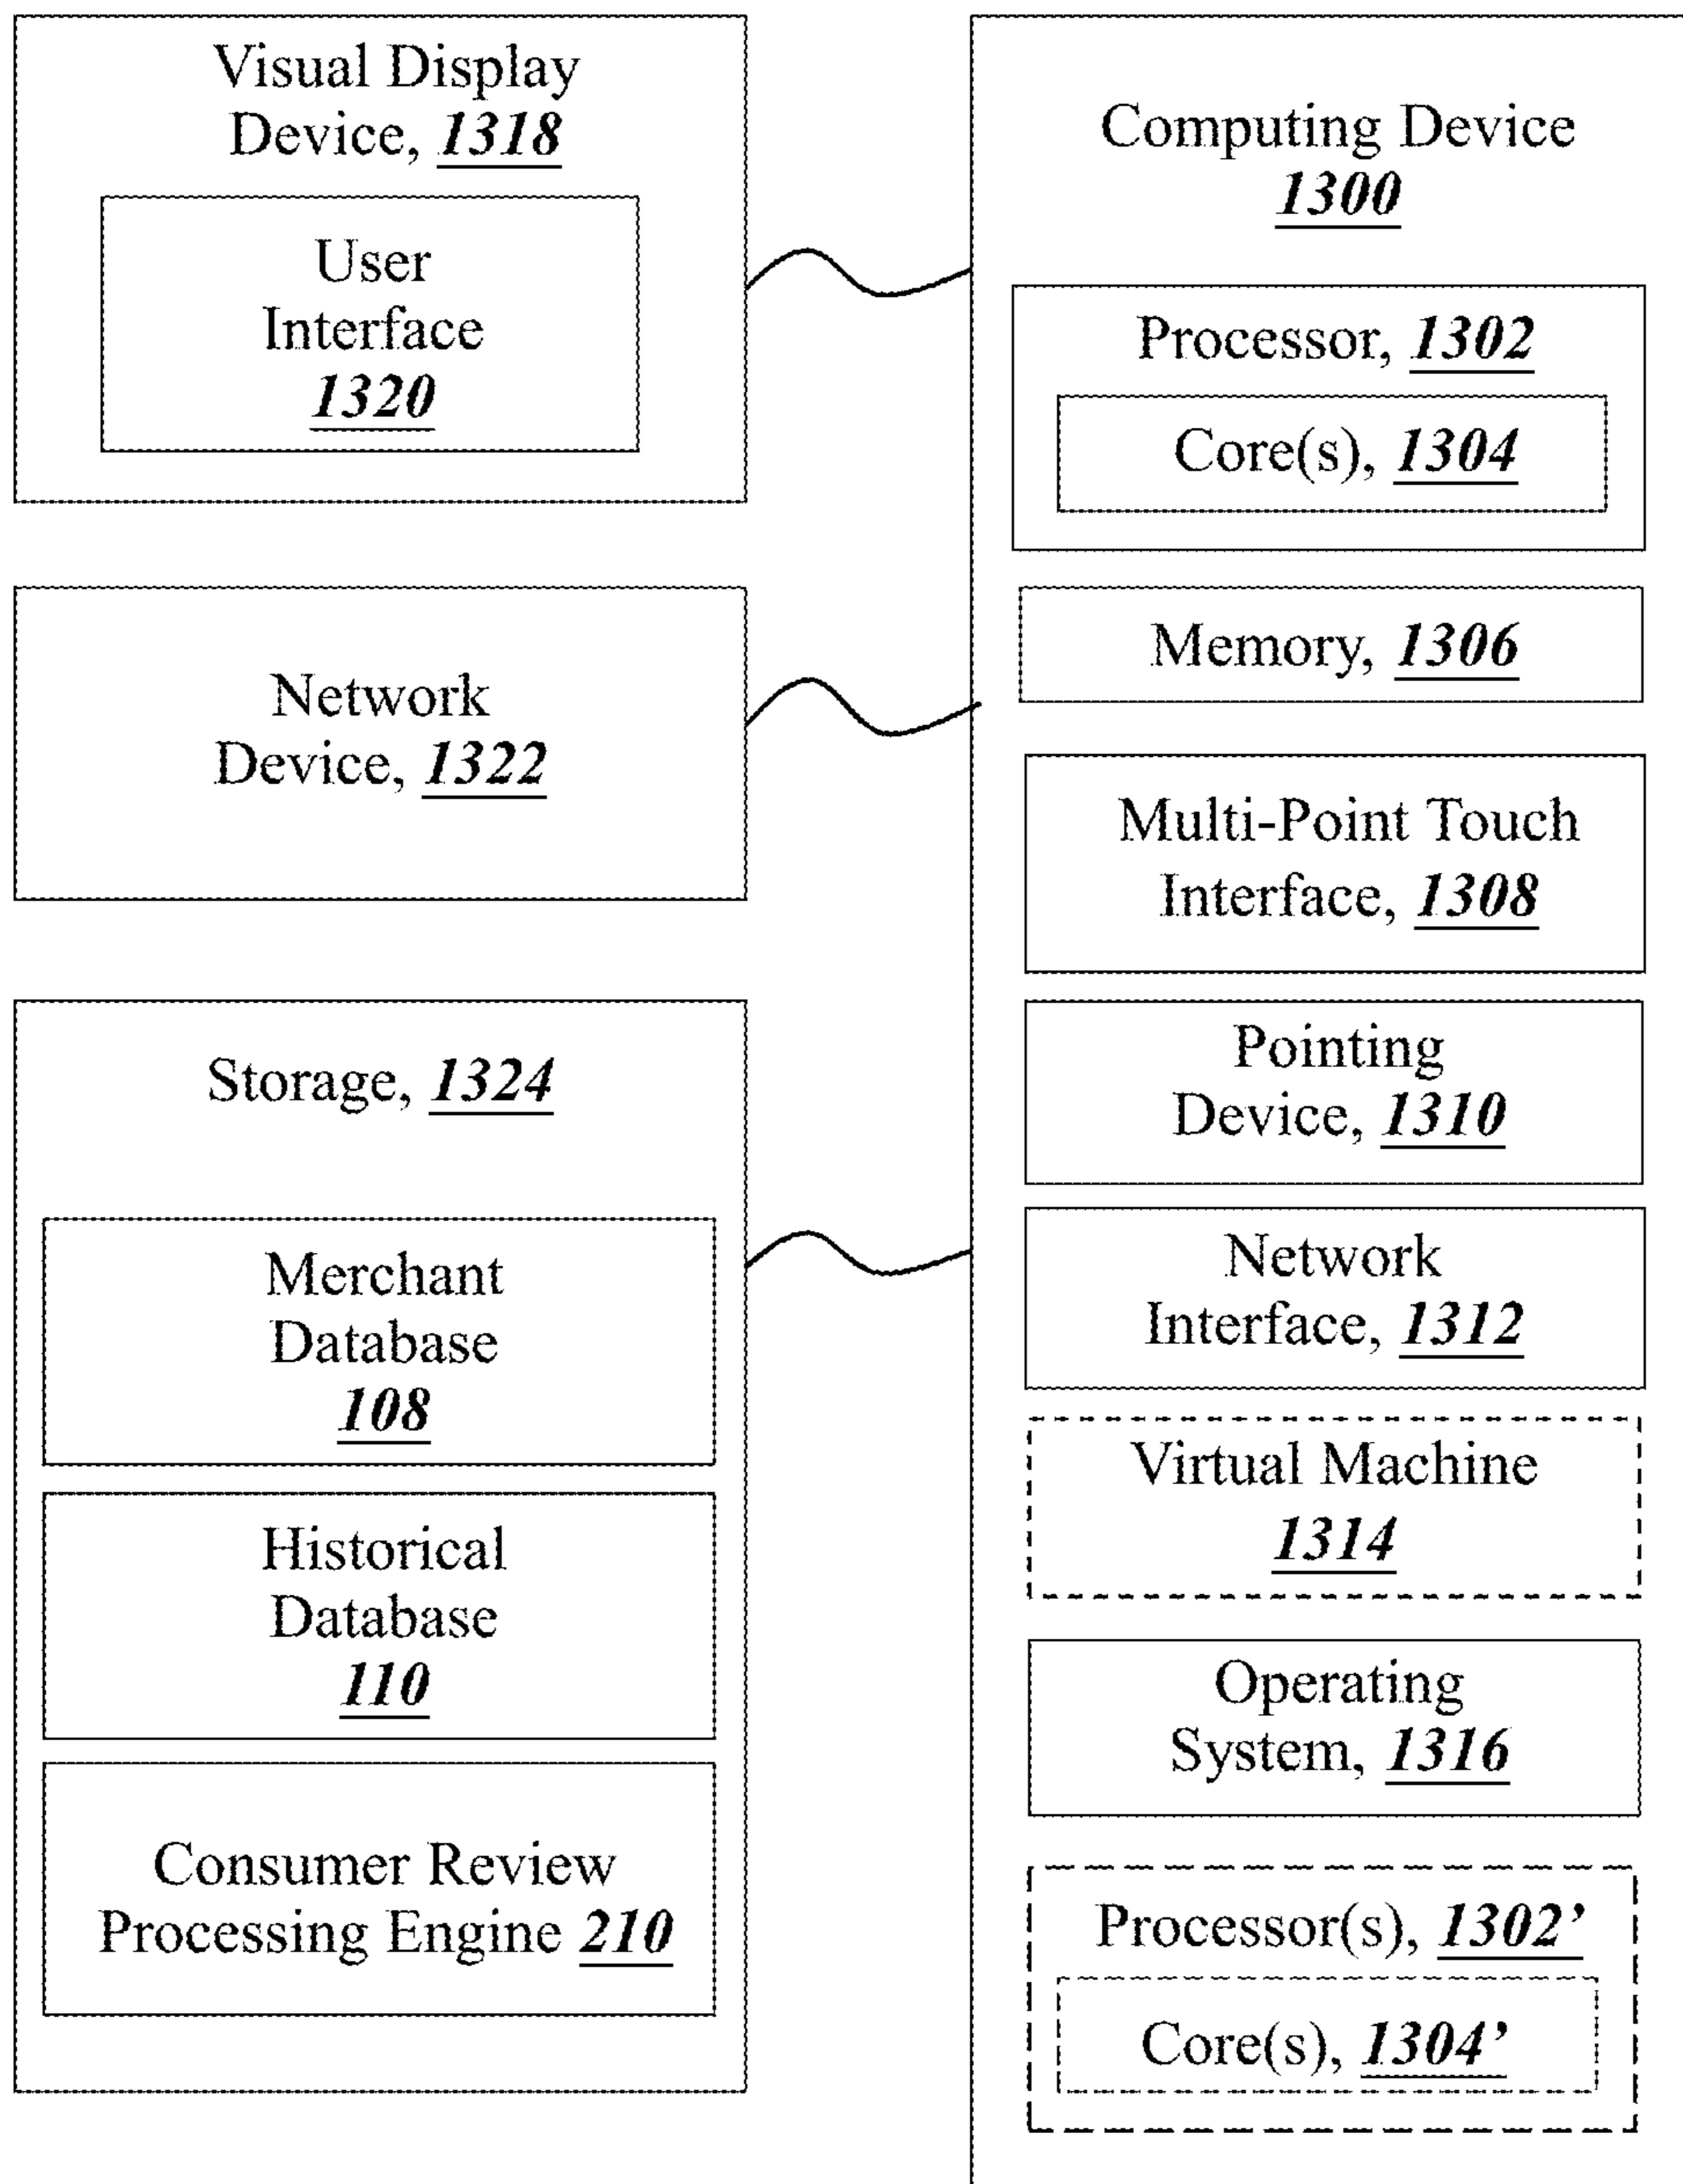 Visual Display
Device, 1318
User
Interface
1320
Network
Device, 1322
Storage, 1324
Merchant
Database
108
Historical
Database
110
Consumer Review
Processing Engine 210
Computing Device
1300
Processor, 1302
Core(s), 1304
Memory, 1306
Multi-Point Touch
Interface, 1308
Pointing
Device, 1310
Network
Interface, 1312
Virtual Machine
1314
Operating
System, 1316
Processor(s), 1302’
Core(s), 1304’